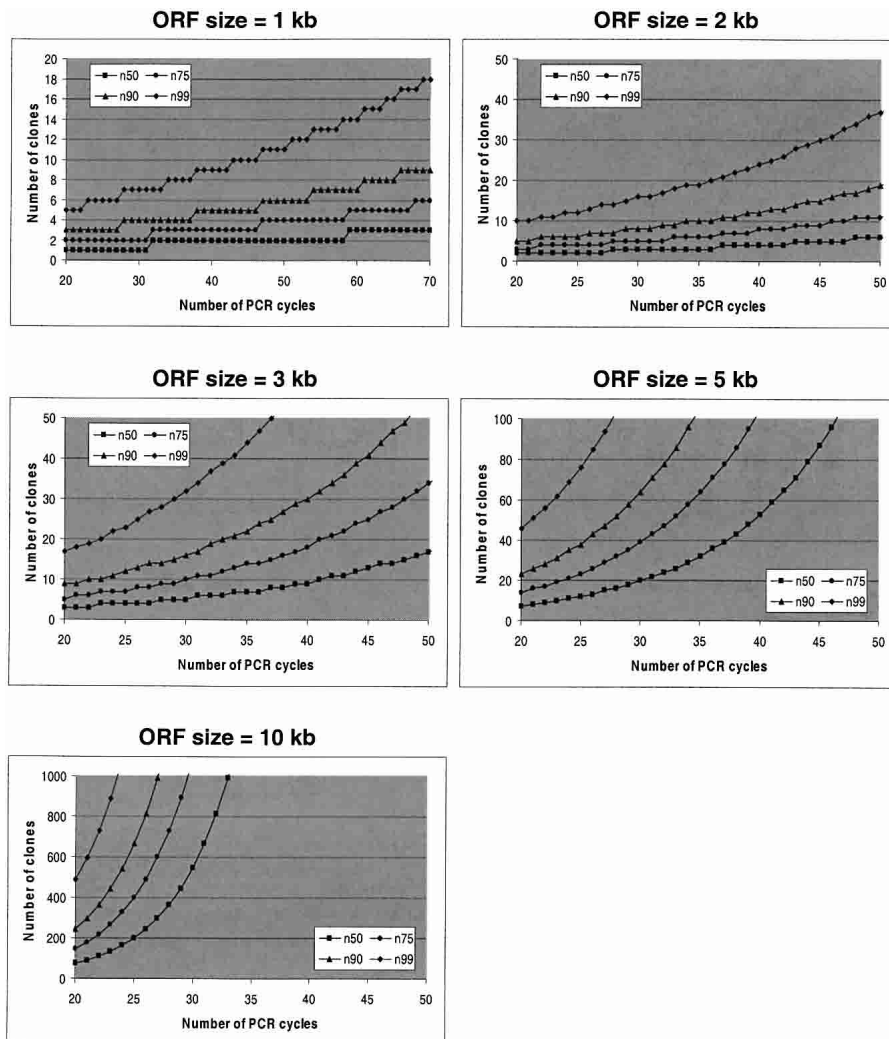 ORF size = 1 kb
20
18
16
14
12
10
8
6
4
2
0
Number of clones
n50 n75
n90 n99
20 30 40 50 60 70
Number of PCR cycles
ORF size = 2 kb
50
40
30
20
10
0
Number of clones
n50 n75
n90 n99
20 25 30 35 40 45 50
Number of PCR cycles
ORF size = 3 kb
50
40
30
20
10
0
Number of clones
n50 n75
n90 n99
20 25 30 35 40 45 50
Number of PCR cycles
ORF size = 5 kb
100
80
60
40
20
0
Number of clones
n50 n75
n90 n99
20 25 30 35 40 45 50
Number of PCR cycles
ORF size = 10 kb
1000
800
600
400
200
0
Number of clones
n50 n75
n90 n99
20 25 30 35 40 45 50
Number of PCR cycles